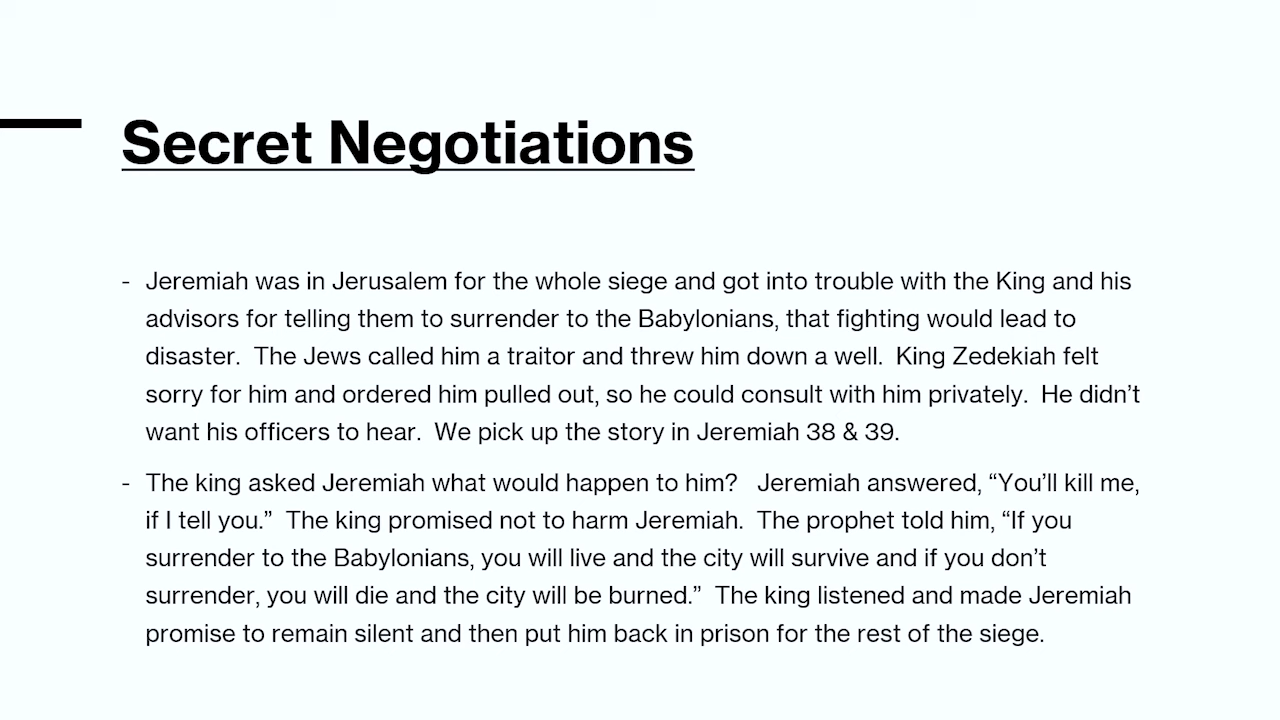 Secret Negotiations
- Jeremiah was in Jerusalem for the whole siege and got into trouble with the King and his
advisors for telling them to surrender to the Babylonians, that fighting would lead to
disaster.  The Jews called him a traitor and threw him down a well.  King Zedekiah felt
sorry for him and ordered him pulled out, so he could consult with him privately.  He didn’t
want his officers to hear.  We pick up the story in Jeremiah 38 & 39.
- The king asked Jeremiah what would happen to him?   Jeremiah answered, “You’ll kill me,
if I tell you.”  The king promised not to harm Jeremiah.  The prophet told him, “If you
surrender to the Babylonians, you will live and the city will survive and if you don’t
surrender, you will die and the city will be burned.”  The king listened and made Jeremiah
promise to remain silent and then put him back in prison for the rest of the siege.